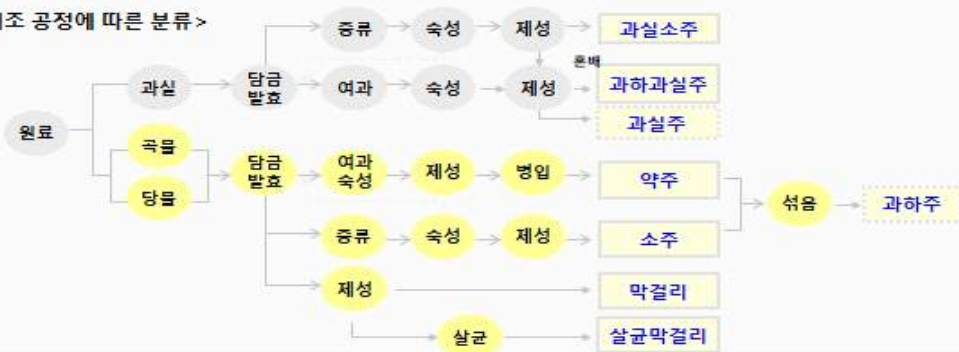 제조 공정에 따른 분류>
증류 숙성 제성 과실소주
혼배
과실 담금 발효 여과 숙성 제성 과하과실주
과실주
원료
곡물
당물
담금 발효 여과 숙성 제성 병입 약주
섞음 과하주
증류 숙성 제성 소주
제성 막걸리
살균 살균막걸리